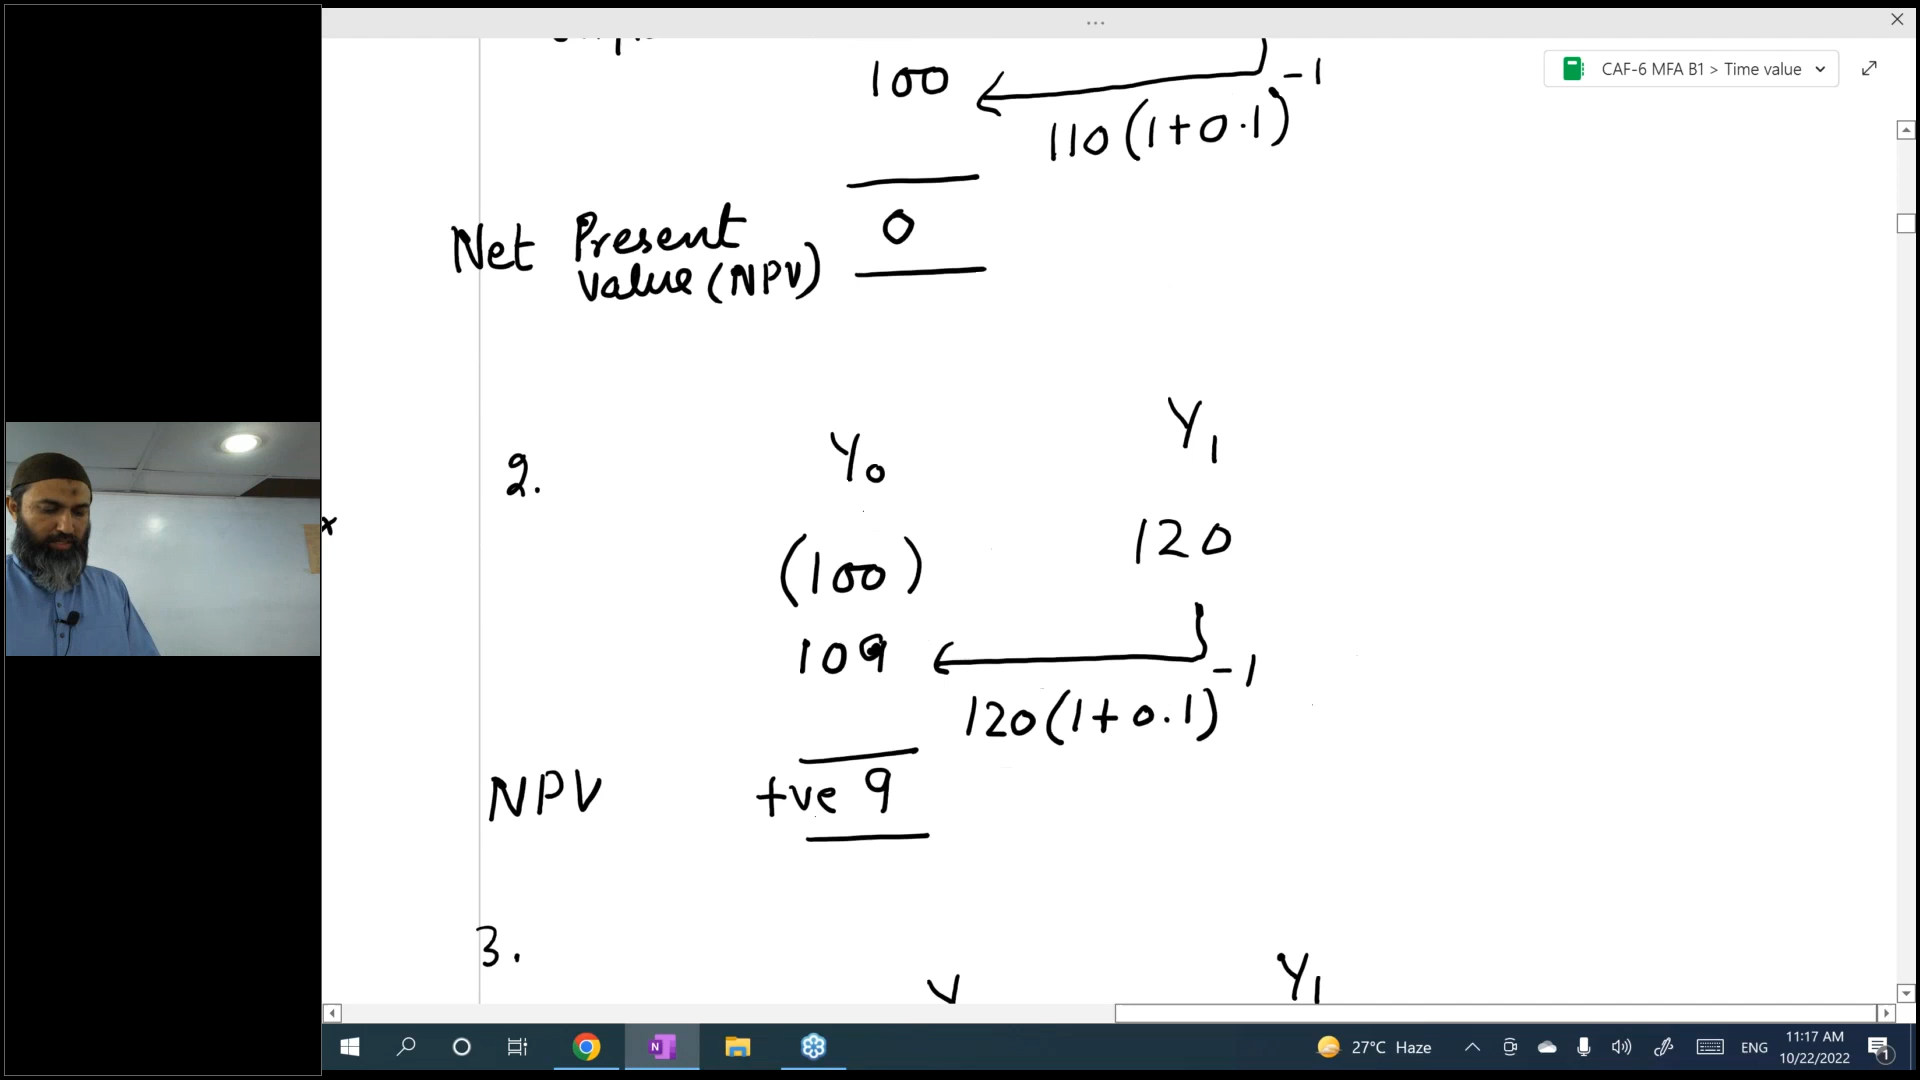 CAF-6 MFA B1 > Time value
100
110(1+0.1)-1
Net Present 0
Value (NPV)
2. Y0 Y1
(100) 120
109
120(1+0.1)-1
NPV +ve 9
3.
Y1
27°C Haze
ENG
11:17 AM
10/22/2022
1